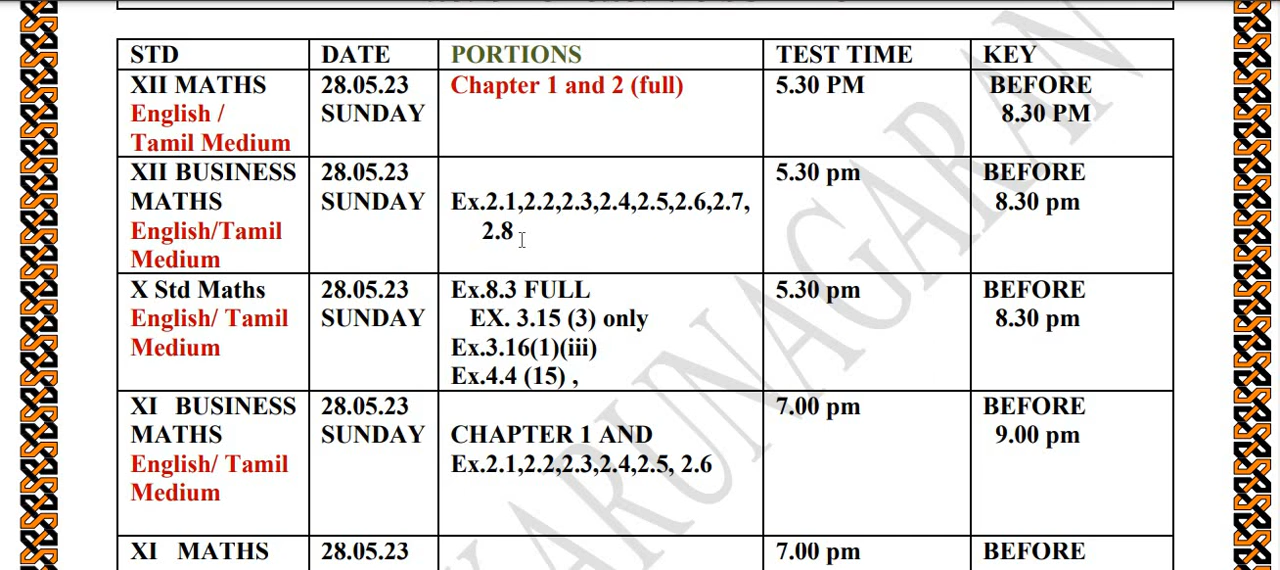 STD DATE PORTIONS TEST TIME KEY
XII MATHS 28.05.23 Chapter 1 and 2 (full) 5.30 PM BEFORE
English / SUNDAY 8.30 PM
Tamil Medium
XII BUSINESS 28.05.23 5.30 pm BEFORE
MATHS SUNDAY Ex.2.1,2.2,2.3,2.4,2.5,2.6,2.7, 8.30 pm
English/Tamil 2.8
Medium
X Std Maths 28.05.23 Ex.8.3 FULL 5.30 pm BEFORE
English/ Tamil SUNDAY EX. 3.15 (3) only 8.30 pm
Medium Ex.3.16(1)(iii)
Ex.4.4 (15) ,
XI BUSINESS 28.05.23 7.00 pm BEFORE
MATHS SUNDAY CHAPTER 1 AND 9.00 pm
English/ Tamil Ex.2.1,2.2,2.3,2.4,2.5, 2.6
Medium
XI MATHS 28.05.23 7.00 pm BEFORE
KARUNAGARAN